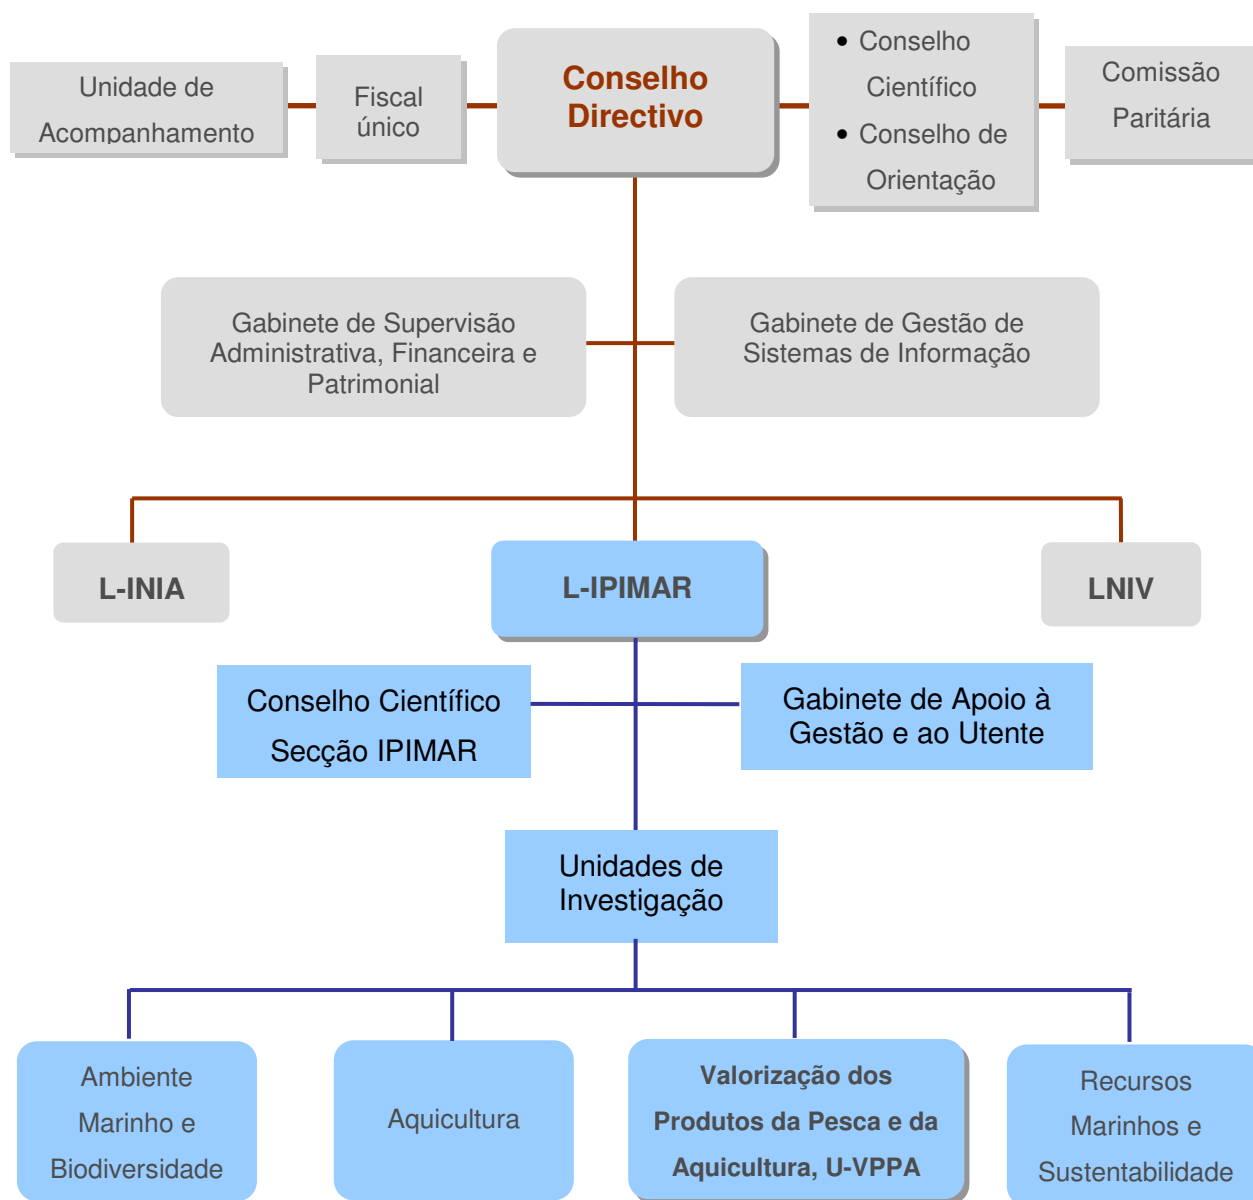 Unidade de
Acompanhamento
Fiscal
único
Conselho
Directivo
• Conselho
Científico
• Conselho de
Orientação
Comissão
Paritária
Gabinete de Supervisão
Administrativa, Financeira e
Patrimonial
Gabinete de Gestão de
Sistemas de Informação
L-INIA
L-IPIMAR
LNIV
Conselho Científico
Secção IPIMAR
Gabinete de Apoio à
Gestão e ao Utente
Unidades de
Investigação
Ambiente
Marinho e
Biodiversidade
Aquicultura
Valorização dos
Produtos da Pesca e da
Aquicultura, U-VPPA
Recursos
Marinhos e
Sustentabilidade